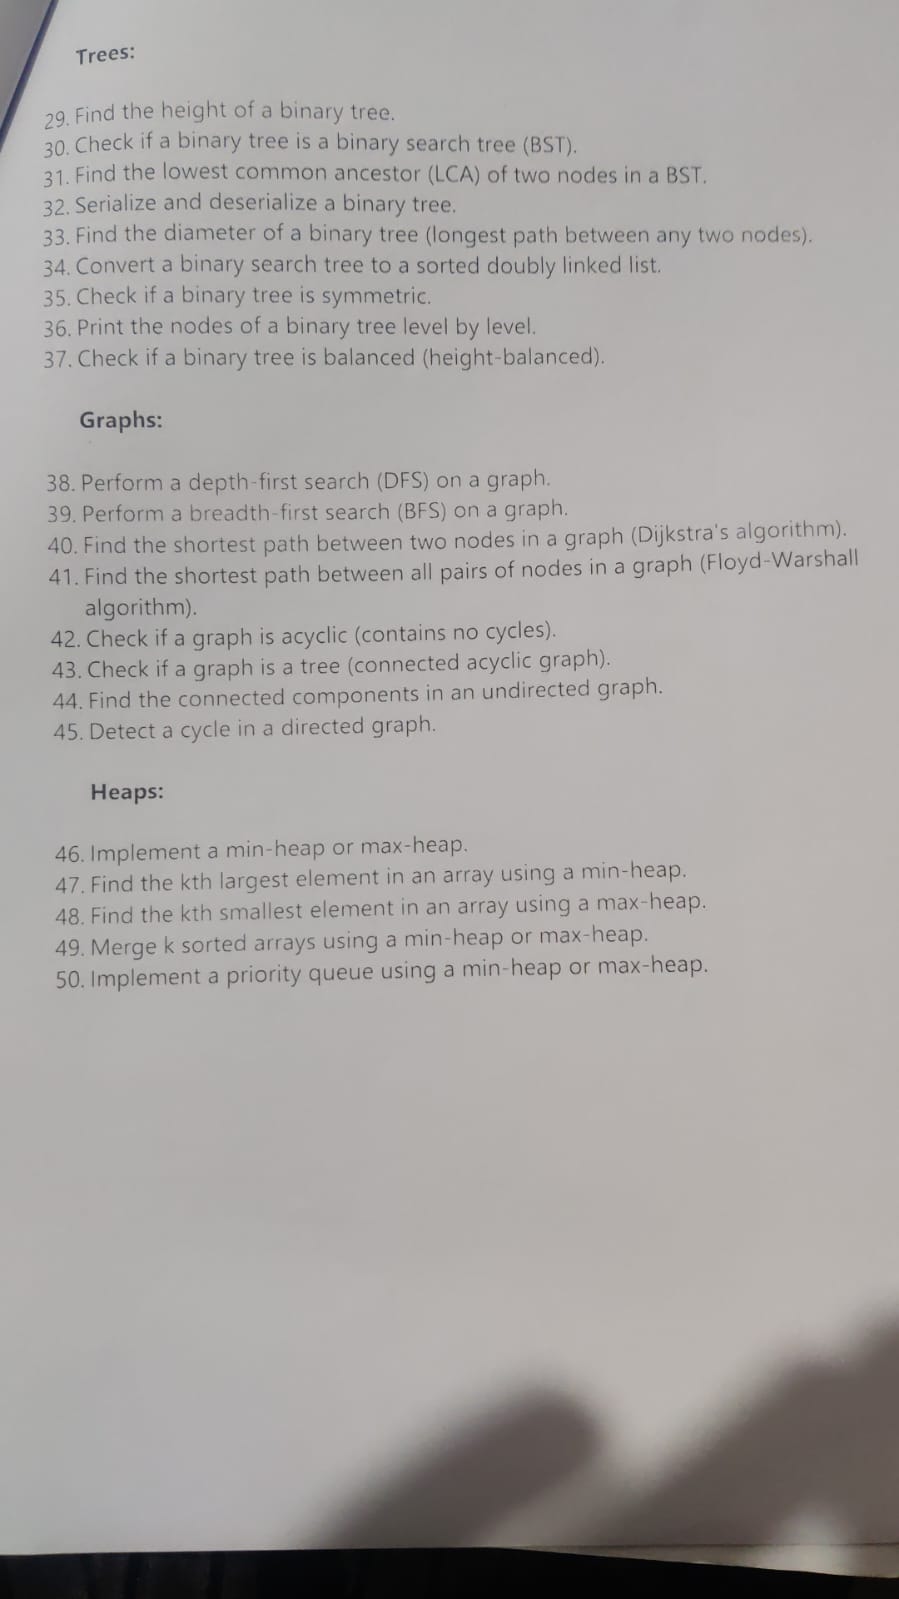 Trees:
29. Find the height of a binary tree.
30. Check if a binary tree is a binary search tree (BST).
31. Find the lowest common ancestor (LCA) of two nodes in a BST.
32. Serialize and deserialize a binary tree.
33. Find the diameter of a binary tree (longest path between any two nodes).
34. Convert a binary search tree to a sorted doubly linked list.
35. Check if a binary tree is symmetric.
36. Print the nodes of a binary tree level by level.
37. Check if a binary tree is balanced (height-balanced).
Graphs:
38. Perform a depth-first search (DFS) on a graph.
39. Perform a breadth-first search (BFS) on a graph.
40. Find the shortest path between two nodes in a graph (Dijkstra's algorithm).
41. Find the shortest path between all pairs of nodes in a graph (Floyd-Warshall
algorithm).
42. Check if a graph is acyclic (contains no cycles).
43. Check if a graph is a tree (connected acyclic graph).
44. Find the connected components in an undirected graph.
45. Detect a cycle in a directed graph.
Heaps:
46. Implement a min-heap or max-heap.
47. Find the kth largest element in an array using a min-heap.
48. Find the kth smallest element in an array using a max-heap.
49. Merge k sorted arrays using a min-heap or max-heap.
50. Implement a priority queue using a min-heap or max-heap.